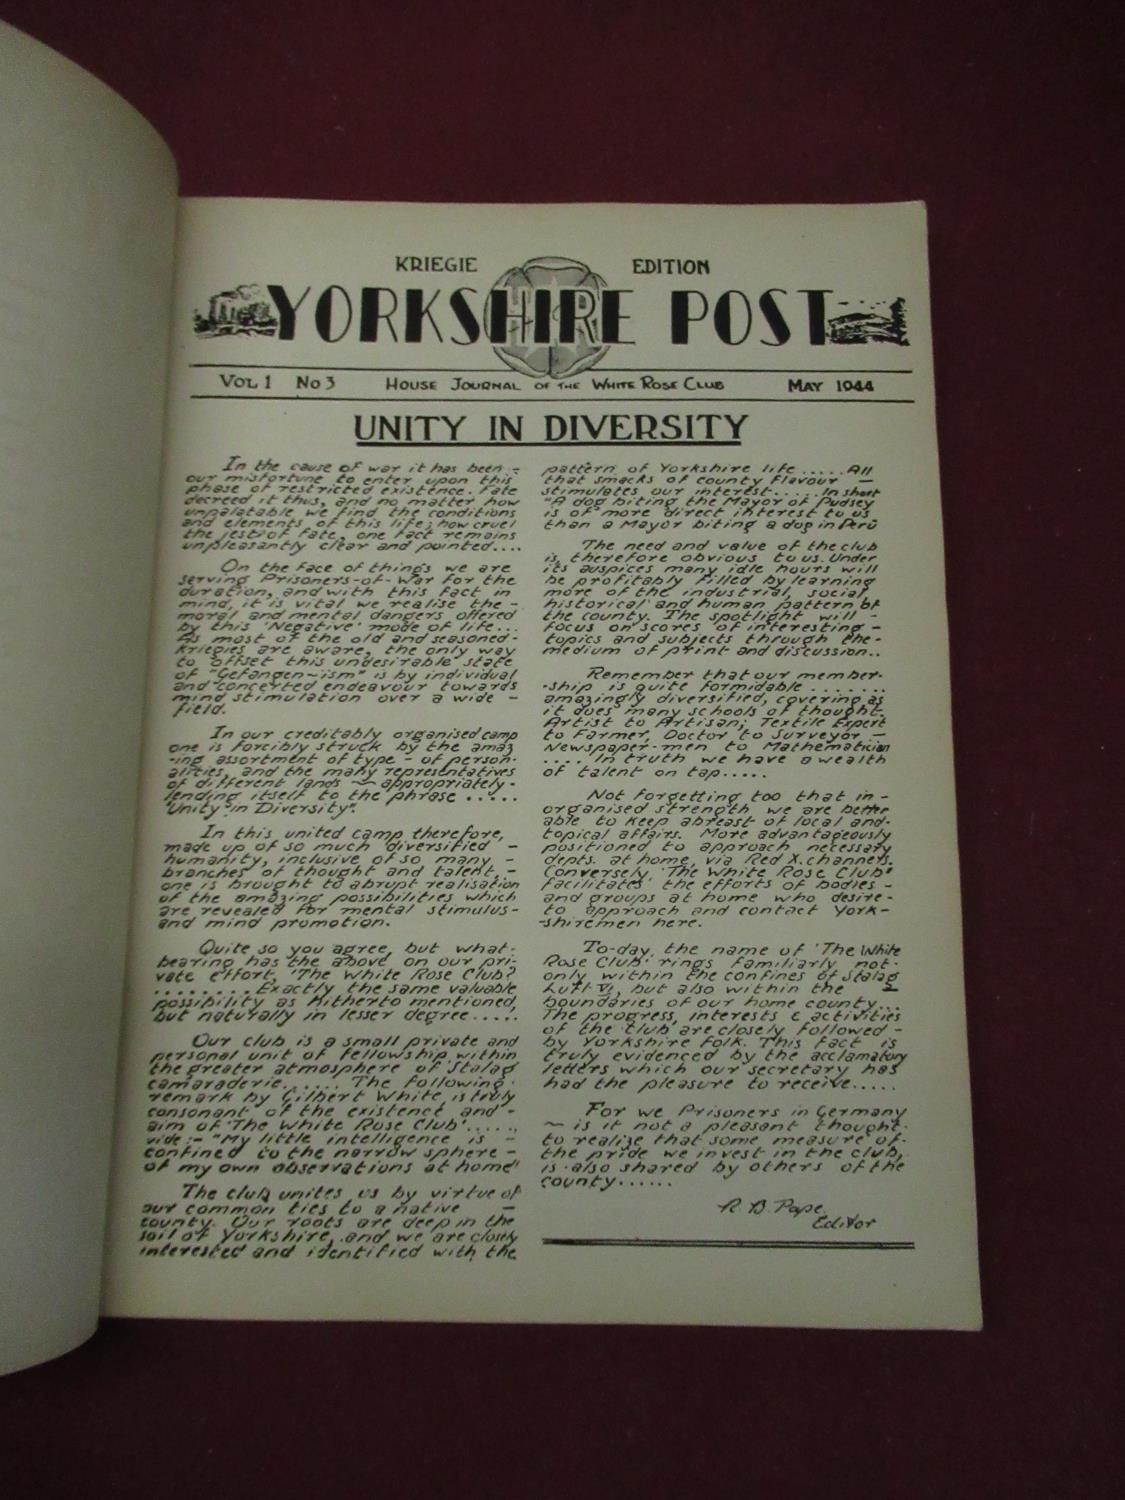 KRIEGIE EDITION
YORKSHIRE POST
VOL 1 No 3 HOUSE JOURNAL OF THE WHITE ROSE CLUB MAY 1944
UNITY IN DIVERSITY
In the cause of war it has been -
our misfortune to enter upon this
phase of restricted existence. Fate
decreed it thus, and no matter how
unpalatable we find the conditions
and elements of this life; how cruel
the jest of fate, one fact remains
unpleasantly clear and pointed....
On the face of things we are
serving Prisoners-of-War for the
duration, and with this fact in
mind, it is vital we realise the -
moral and mental dangers offered
by this 'Negative' mode of life...
As most of the old and seasoned-
Kriegies are aware, the only way
to offset this undesirable state
of "Gefangen-ism" is by individual
and concerted endeavour towards
mind stimulation over a wide -
field.
In our creditably organised camp
one is forcibly struck by the amaz
-ing assortment of type - of person-
alities, and the many representatives
of different lands — appropriately-
lending itself to the phrase .....
'Unity in Diversity'.
In this united camp therefore,
made up of so much diversified -
humanity, inclusive of so many, -
branches of thought and talent, -
one is brought to abrupt realisation
of the amazing possibilities which
are revealed for mental stimulus-
and mind promotion.
Quite so you agree, but what-
bearing has the above on our pri-
vate effort, 'The White Rose Club?
........ Exactly the same valuable
possibility as hitherto mentioned,
but naturally in lesser degree.....
Our club is a small private and
personal unit of fellowship within
the greater atmosphere of Stalag
camaraderie...... The following
remark by Gilbert White, is truly
consonant of the existence and -
aim of 'The White Rose Club'.....,
vide:- "My little intelligence is -
confined to the narrow sphere -
of my own observations at home"
The club unites us by virtue of
our common ties to a native -
county. Our roots are deep in the
soil of Yorkshire, and we are closely
interested and identified with the
pattern of Yorkshire life ..... All
that smacks of county flavour -
stimulates our interest.... In short
"A dog biting the Mayor of Pudsey
is of more direct interest to us
than a Mayor biting a dog in Peru
The need and value of the club
is, therefore obvious to us. Under
its auspices many idle hours will
be profitably filled by learning
more of the industrial, social,
historical and human pattern of
the county. The spotlight will -
focus on scores of interesting -
topics and subjects through the-
medium of print and discussion..
Remember that our member-
-ship is quite formidable .......
amazingly diversified, covering as
it does many schools of thought.
Artist to Artisan; Textile Expert
to Farmer, Doctor to Surveyor -
Newspaper-men to Mathematician
.... In truth we have a wealth
of talent on tap.....
Not forgetting too that in -
organised strength we are better
able to keep abreast of local and-
topical affairs. More advantageously
positioned to approach necessary
depts. at home, via Red X. channels.
Conversely, 'The White Rose Club'
facilitates the efforts of bodies -
and groups at home who desire-
to approach and contact York-
-shiremen here.
To-day, the name of 'The White
Rose Club' rings familiarly not-
only within the confines of Stalag
Luft VI, but also within the
boundaries of our home county...
The progress, interests & activities
of the club are closely followed -
by Yorkshire folk. This fact is
truly evidenced by the acclamatory
letters which our secretary has
had the pleasure to receive.....
For we Prisoners in Germany
~ is it not a pleasant thought-
to realize that some measure of-
the pride we invest in the club,
is also shared by others of the
county......
R B Pape
Editor